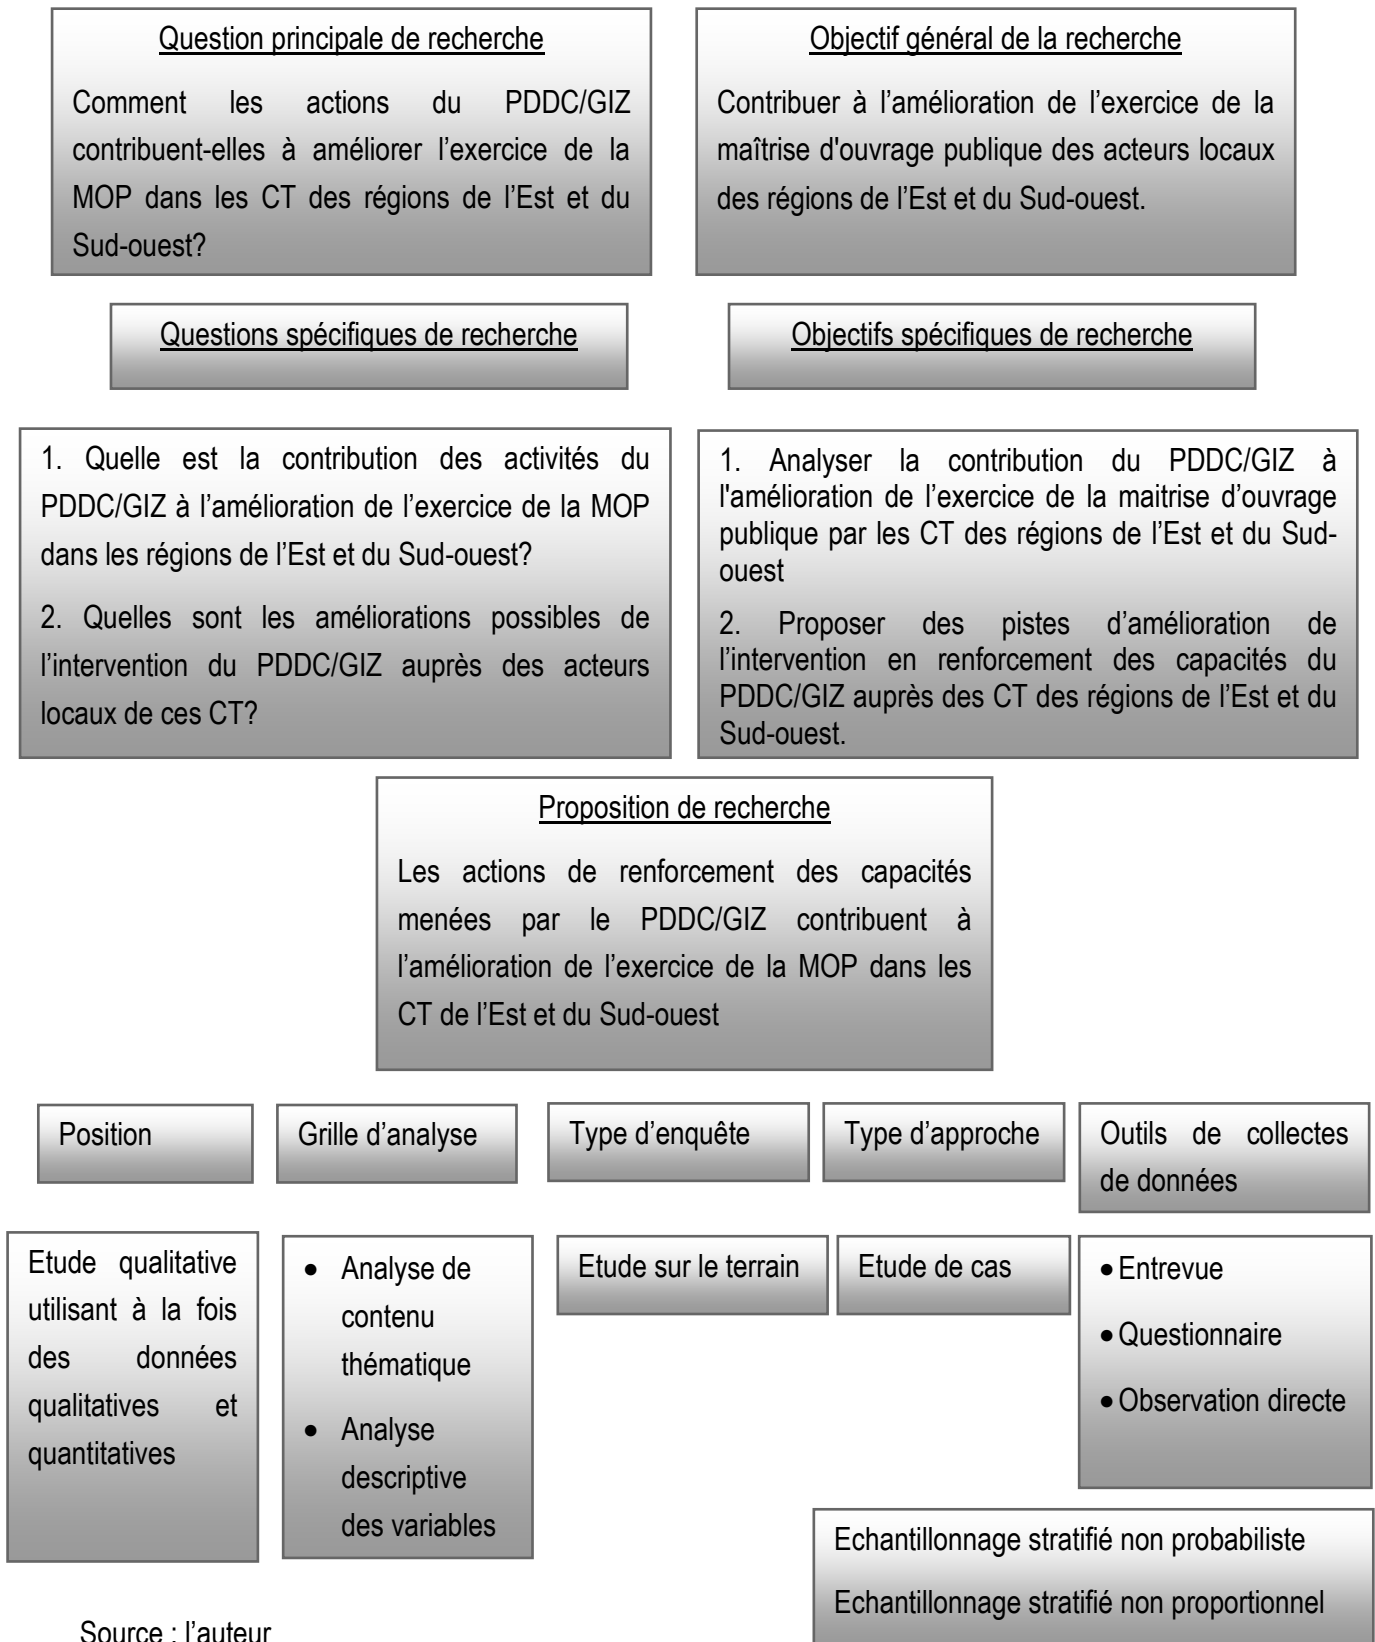 Question principale de recherche
Comment les actions du PDDC/GIZ
contribuent-elles à améliorer l’exercice de la
MOP dans les CT des régions de l’Est et du
Sud-ouest?
Objectif général de la recherche
Contribuer à l’amélioration de l’exercice de la
maîtrise d'ouvrage publique des acteurs locaux
des régions de l’Est et du Sud-ouest.
Questions spécifiques de recherche
Objectifs spécifiques de recherche
1. Quelle est la contribution des activités du
PDDC/GIZ à l’amélioration de l’exercice de la MOP
dans les régions de l’Est et du Sud-ouest?
2. Quelles sont les améliorations possibles de
l’intervention du PDDC/GIZ auprès des acteurs
locaux de ces CT?
1. Analyser la contribution du PDDC/GIZ à
l'amélioration de l’exercice de la maitrise d’ouvrage
publique par les CT des régions de l’Est et du Sud-
ouest
2. Proposer des pistes d’amélioration de
l’intervention en renforcement des capacités du
PDDC/GIZ auprès des CT des régions de l’Est et du
Sud-ouest.
Proposition de recherche
Les actions de renforcement des capacités
menées par le PDDC/GIZ contribuent à
l’amélioration de l’exercice de la MOP dans les
CT de l’Est et du Sud-ouest
Position
Grille d’analyse
Type d’enquête
Type d’approche
Outils de collectes
de données
Etude qualitative
utilisant à la fois
des données
qualitatives et
quantitatives
• Analyse de
contenu
thématique
• Analyse
descriptive
des variables
Etude sur le terrain
Etude de cas
• Entrevue
• Questionnaire
• Observation directe
Echantillonnage stratifié non probabiliste
Echantillonnage stratifié non proportionnel
Source : l’auteur